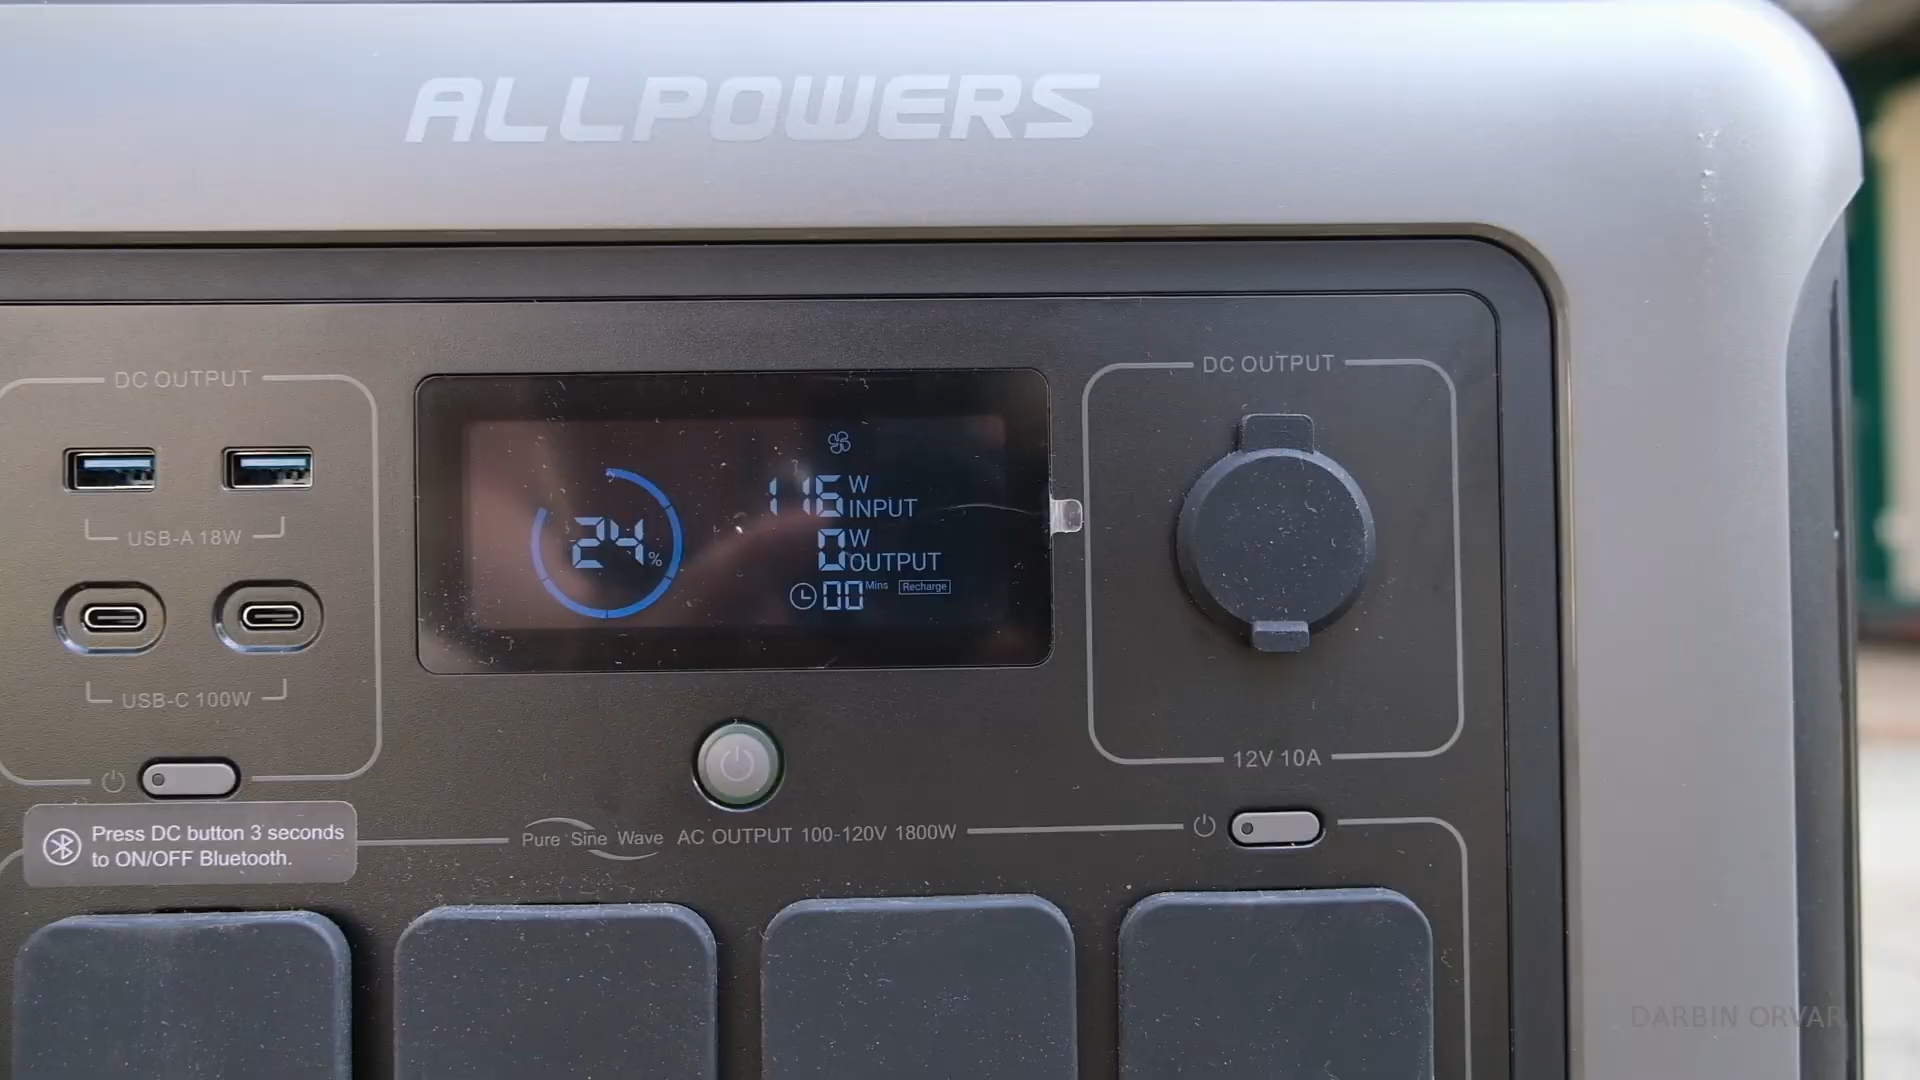 ALLPOWERS
DC OUTPUT
USB-A 18W
USB-C 100W
24%
116 W
INPUT
0 W
OUTPUT
00 Mins Recharge
DC OUTPUT
12V 10A
Press DC button 3 seconds
to ON/OFF Bluetooth.
Pure Sine Wave AC OUTPUT 100-120V 1800W
DARBIN ORVAR